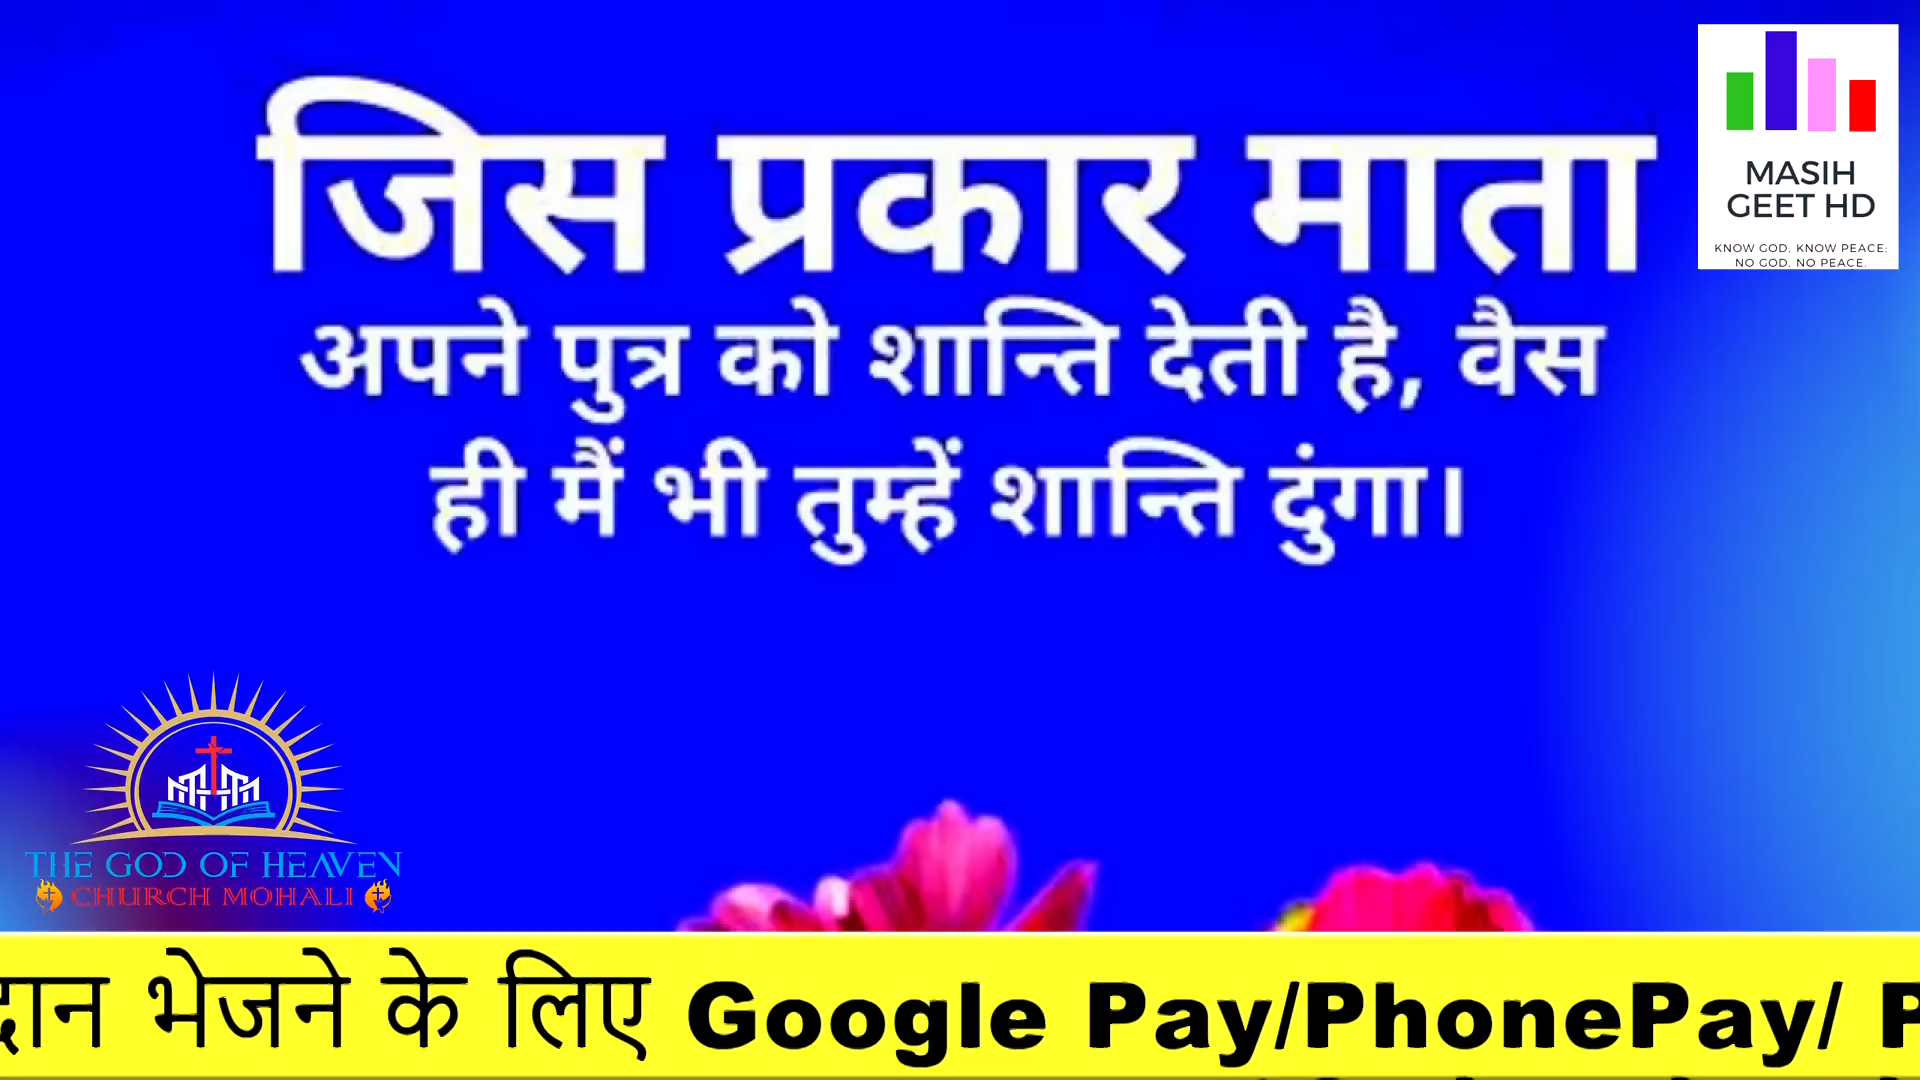 जिस प्रकार माता
अपने पुत्र को शान्ति देती है, वैस
ही मैं भी तुम्हें शान्ति दुंगा।
MASIH
GEET HD
KNOW GOD, KNOW PEACE;
NO GOD, NO PEACE.
THE GOD OF HEAVEN
CHURCH MOHALI
दान भेजने के लिए Google Pay/PhonePay/ P